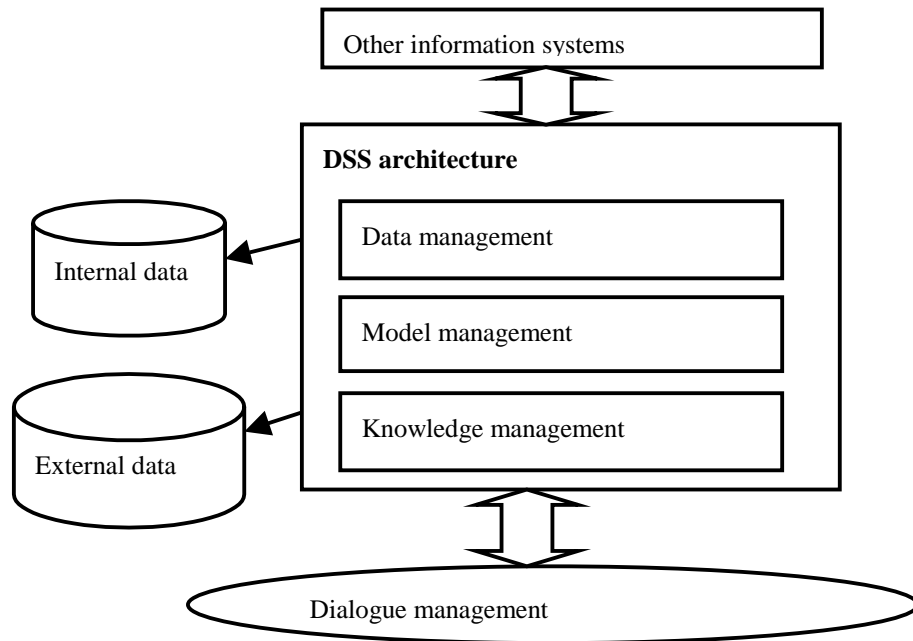 Other information systems
DSS architecture
Data management
Internal data
Model management
Knowledge management
External data
Dialogue management